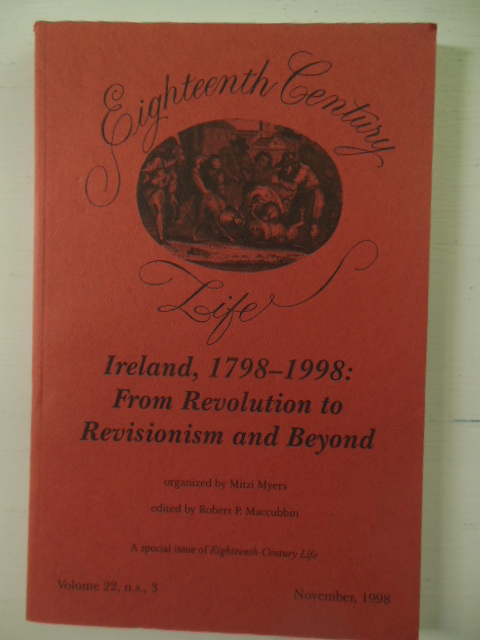 Eighteenth Century
Life
Ireland, 1798–1998:
From Revolution to
Revisionism and Beyond
organized by Mitzi Myers
edited by Robert P. Maccubbin
A special issue of Eighteenth-Century Life
Volume 22, n.s., 3
November, 1998